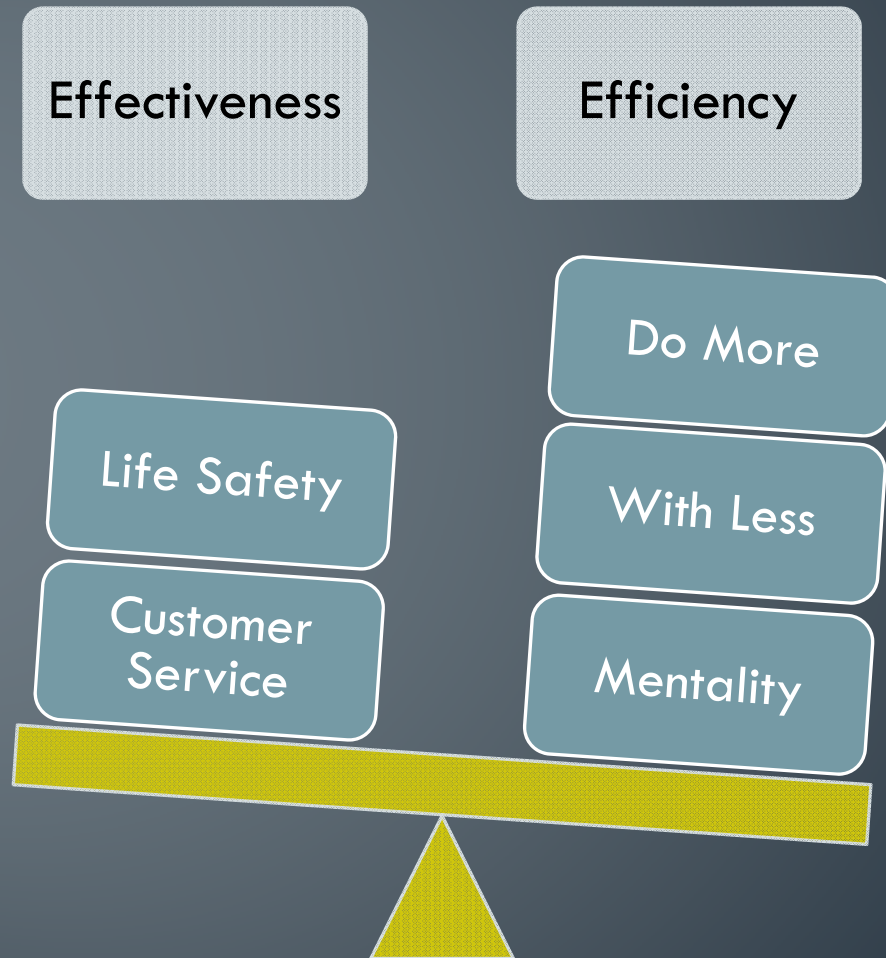 Effectiveness
Efficiency
Life Safety
Customer
Service
Do More
With Less
Mentality